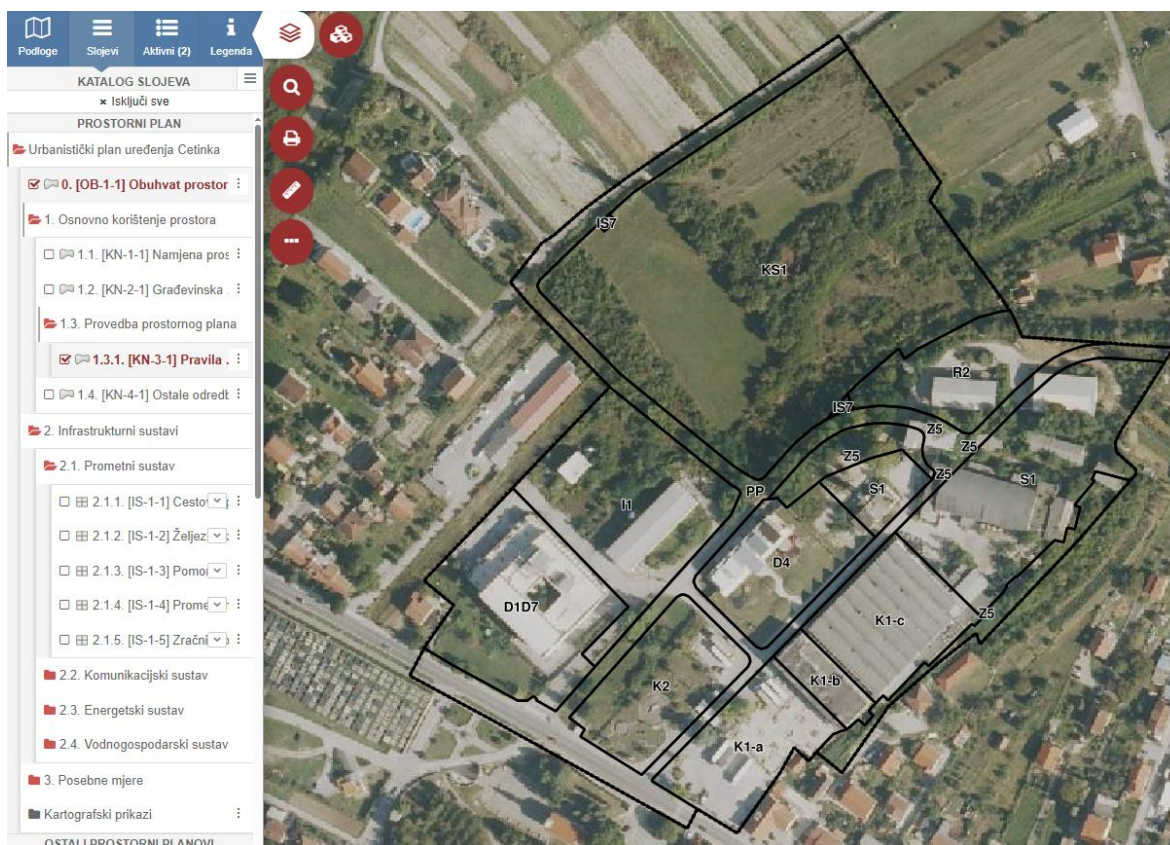 Podloge
Slojevi
Aktivni (2)
Legenda
KATALOG SLOJEVA
× Isključi sve
PROSTORNI PLAN
Urbanistički plan uređenja Cetinka
0. [OB-1-1] Obuhvat prostor
1. Osnovno korištenje prostora
1.1. [KN-1-1] Namjena pros
1.2. [KN-2-1] Građevinska
1.3. Provedba prostornog plana
1.3.1. [KN-3-1] Pravila .
1.4. [KN-4-1] Ostale odredb
2. Infrastrukturni sustavi
2.1. Prometni sustav
2.1.1. [IS-1-1] Cestov
2.1.2. [IS-1-2] Željez
2.1.3. [IS-1-3] Pomor
2.1.4. [IS-1-4] Prome
2.1.5. [IS-1-5] Zračni
2.2. Komunikacijski sustav
2.3. Energetski sustav
2.4. Vodnogospodarski sustav
3. Posebne mjere
Kartografski prikazi
OSTALI PROSTORNI PLANOVI
IS7
KS1
R2
IS7
Z5
Z5
Z5
Z5
S1
S1
PP
I1
D4
D1D7
K1-c
Z5
K2
K1-b
K1-a